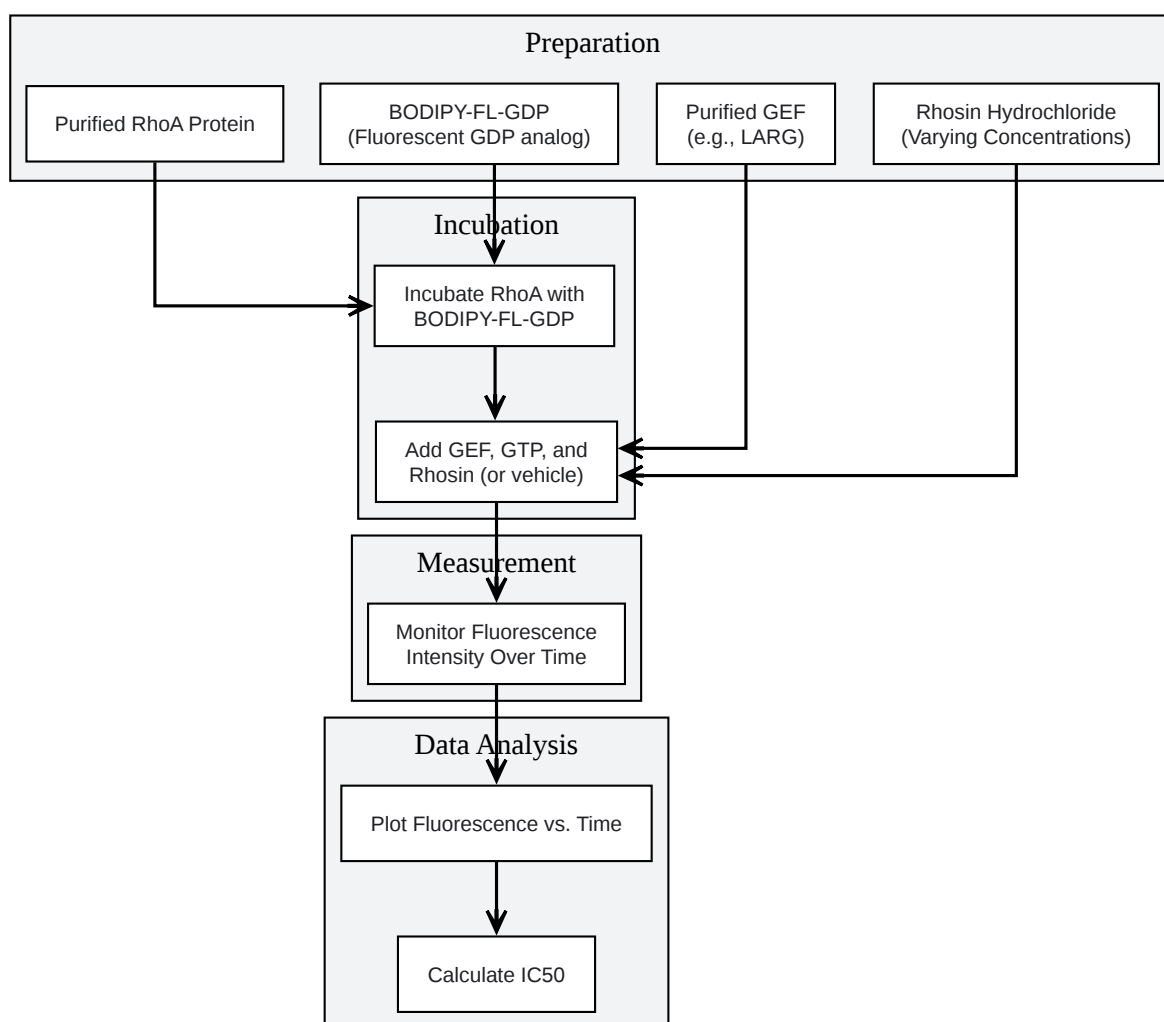 Preparation
Purified RhoA Protein
BODIPY-FL-GDP
(Fluorescent GDP analog)
Purified GEF
(e.g., LARG)
Rhosin Hydrochloride
(Varying Concentrations)
Incubation
Incubate RhoA with
BODIPY-FL-GDP
Add GEF, GTP, and
Rhosin (or vehicle)
Measurement
Monitor Fluorescence
Intensity Over Time
Data Analysis
Plot Fluorescence vs. Time
Calculate IC50